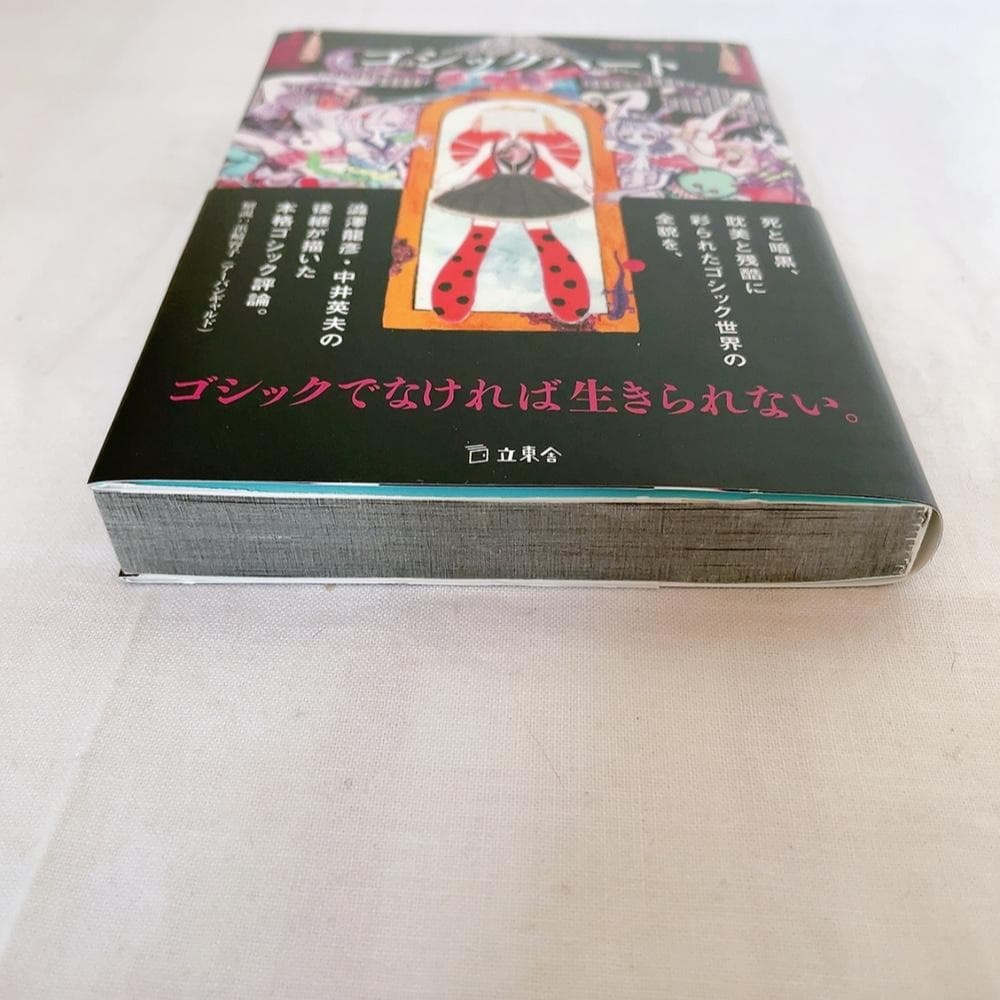 ゴシックハート
死と暗黒、
耽美と残酷に
彩られたゴシック世界の
全貌を、
澁澤龍彦・中井英夫の
後継が描いた
本格ゴシック評論。
ゴシックでなければ生きられない。
立東舎